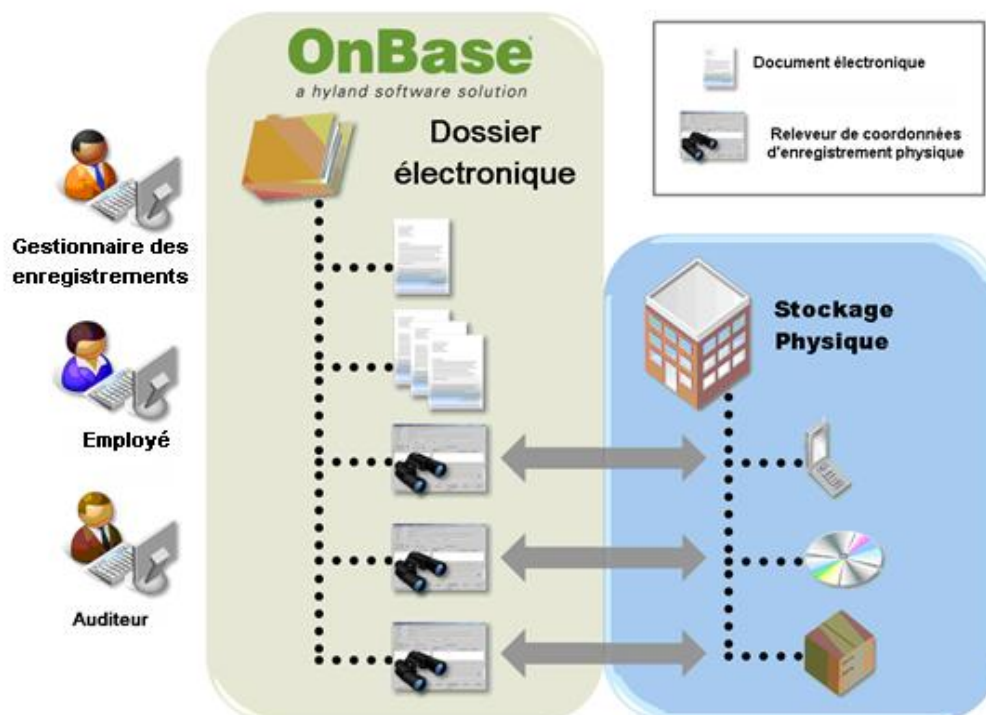 OnBase
a hyland software solution
Dossier
électronique
Document électronique
Releveur de coordonnées
d'enregistrement physique
Gestionnaire des
enregistrements
Employé
Auditeur
Stockage
Physique